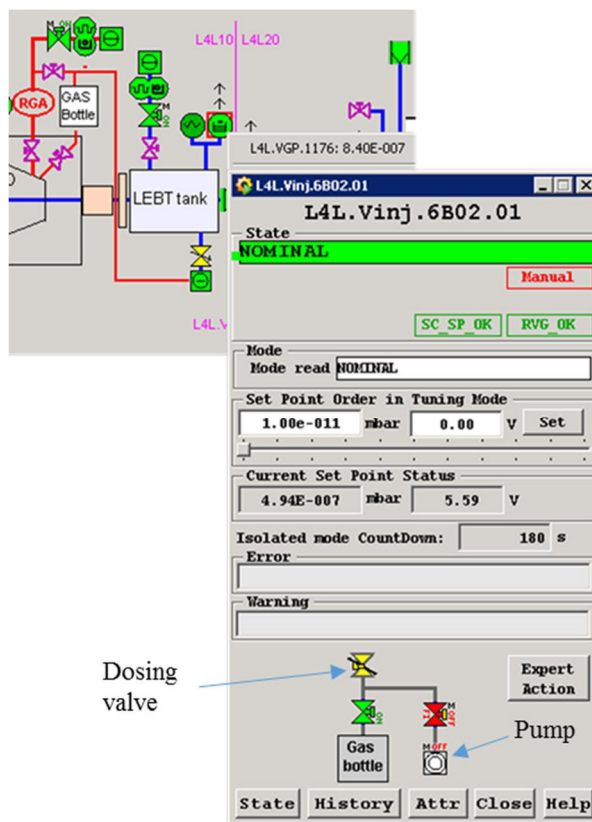 M ON
L4L10
L4L20
RGA
GAS
Bottle
M
ON
LEBT tank
L4L.VGP.1176: 8.40E-007
L4L.V
L4L.Vinj.6B02.01
L4L.Vinj.6B02.01
State
NOMINAL
Manual
SC_SP_OK
RVG_OK
Mode
Mode read NOMINAL
Set Point Order in Tuning Mode
1.00e-011 mbar 0.00 V Set
Current Set Point Status
4.94E-007 mbar 5.59 V
Isolated mode CountDown: 180 s
Error
Warning
Dosing
valve
Expert
Action
ON
M
OFF
Pump
Gas
bottle
M OFF
State History Attr Close Help